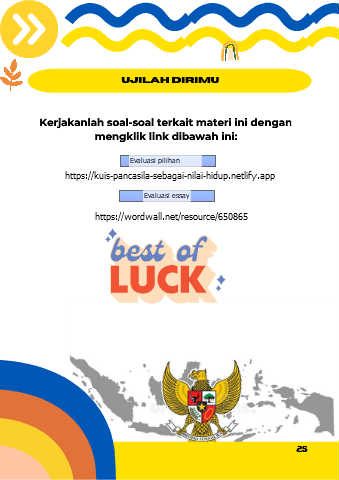 UJILAH DIRIMU
Kerjakanlah soal-soal terkait materi ini dengan
mengklik link dibawah ini:
Evaluasi pilihan
https://kuis-pancasila-sebagai-nilai-hidup.netlify.app
Evaluasi essay
https://wordwall.net/resource/650865
best of
LUCK
25